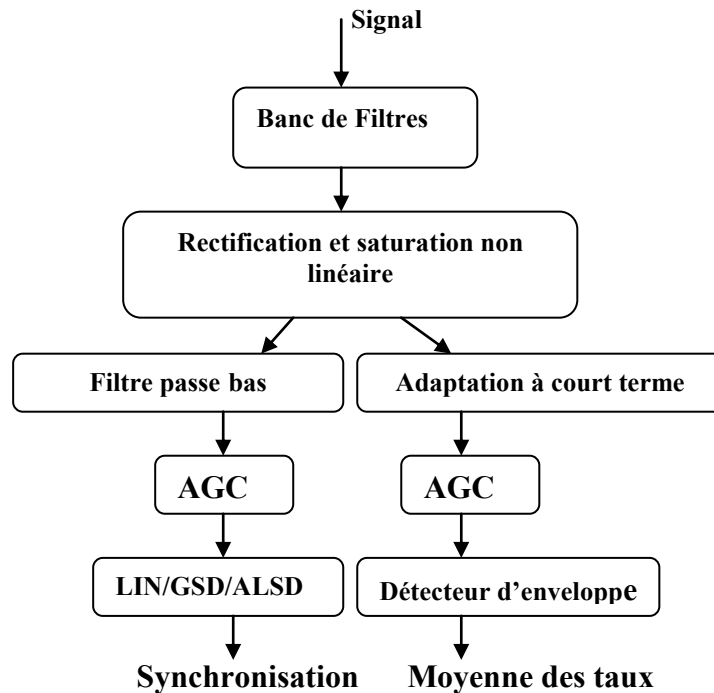 Signal
Banc de Filtres
Rectification et saturation non
linéaire
Filtre passe bas
Adaptation à court terme
AGC
AGC
LIN/GSD/ALSD
Détecteur d’enveloppe
Synchronisation
Moyenne des taux